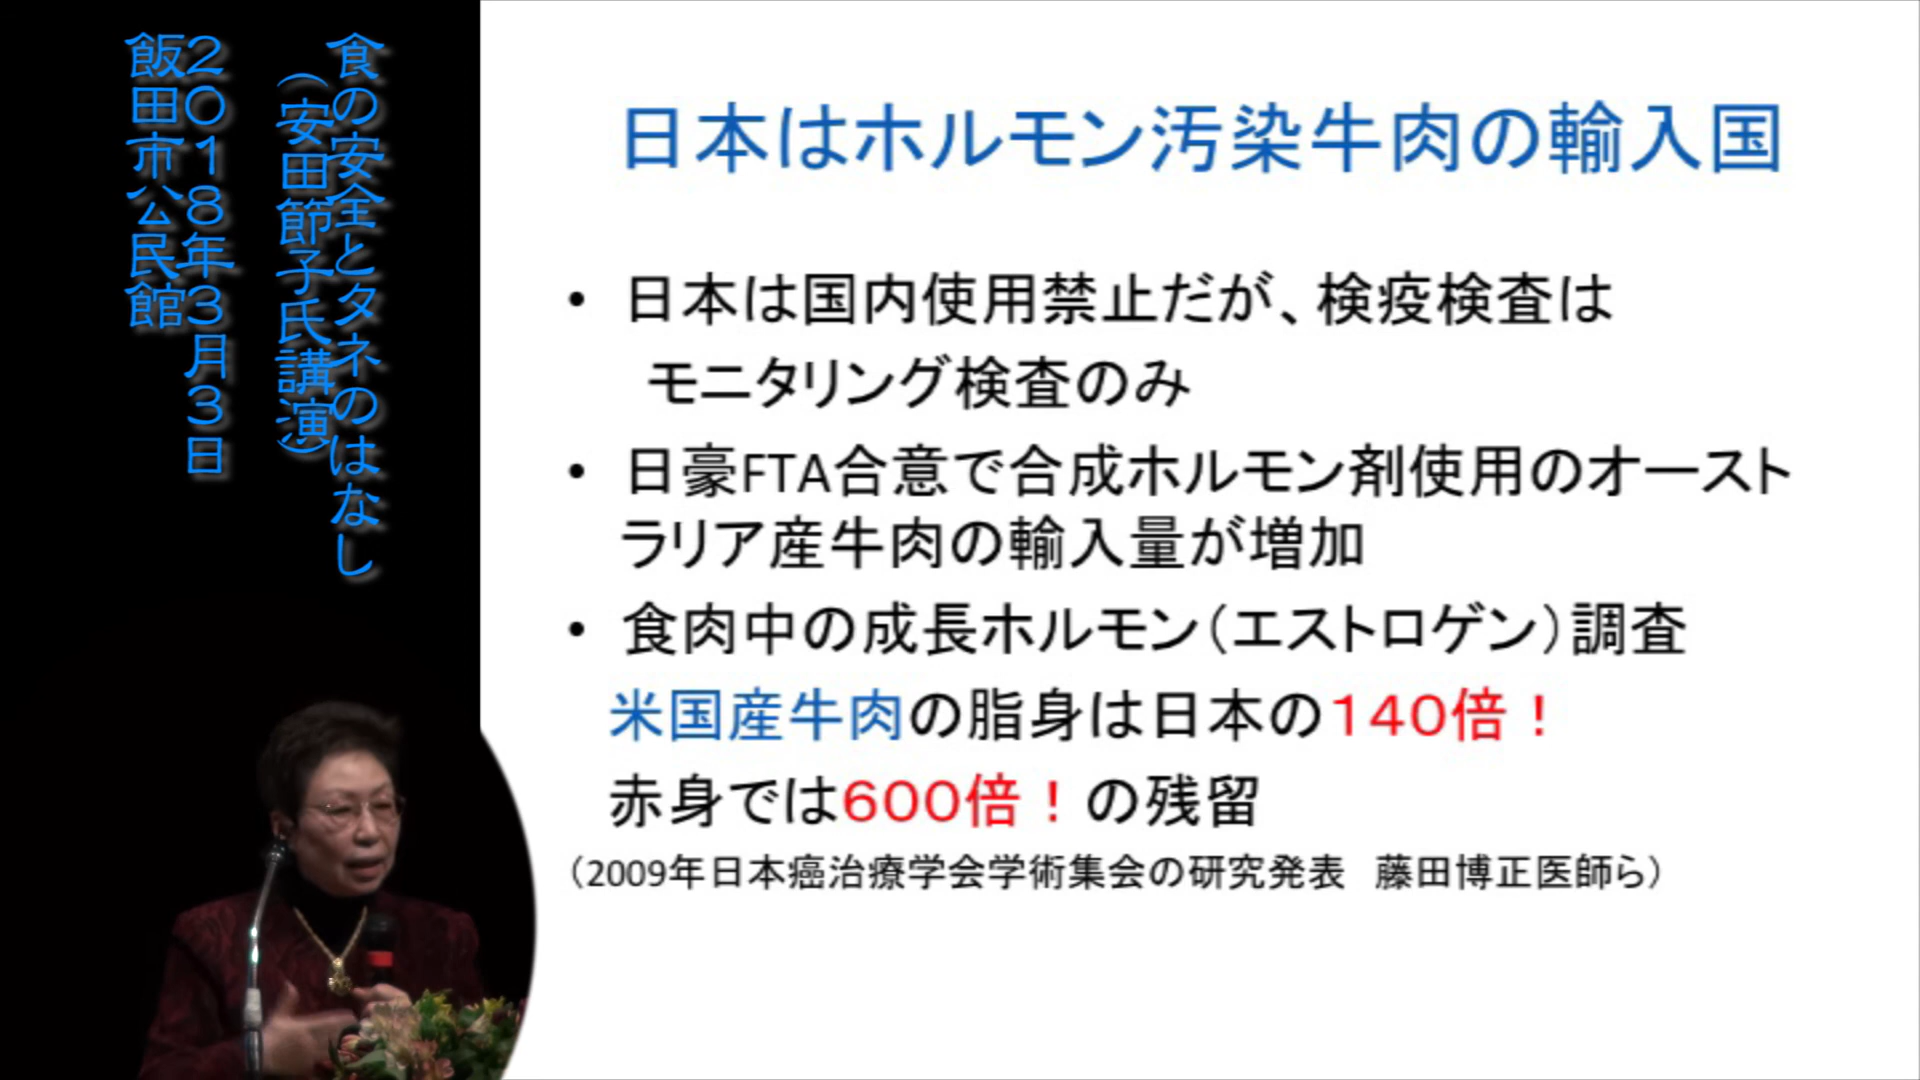 食の安全とタネのはなし
（安田節子氏講演）
２０１８年３月３日
飯田市公民館
日本はホルモン汚染牛肉の輸入国
• 日本は国内使用禁止だが、検疫検査は
モニタリング検査のみ
• 日豪FTA合意で合成ホルモン剤使用のオースト
ラリア産牛肉の輸入量が増加
• 食肉中の成長ホルモン（エストロゲン）調査
米国産牛肉の脂身は日本の１４０倍！
赤身では６００倍！の残留
（2009年日本癌治療学会学術集会の研究発表　藤田博正医師ら）